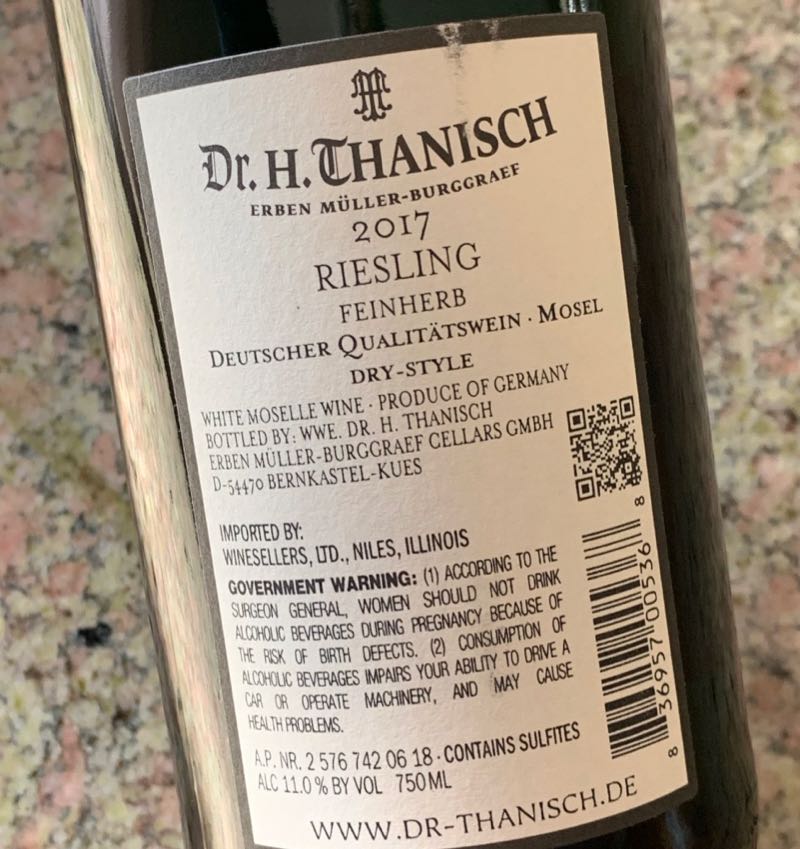 Dr. H. THANISCH
ERBEN MÜLLER-BURGGRAEF
2017
RIESLING
FEINHERB
DEUTSCHER QUALITÄTSWEIN · MOSEL
DRY-STYLE
WHITE MOSELLE WINE · PRODUCE OF GERMANY
BOTTLED BY: WWE. DR. H. THANISCH
ERBEN MÜLLER-BURGGRAEF CELLARS GMBH
D-54470 BERNKASTEL-KUES
IMPORTED BY:
WINESELLERS, LTD., NILES, ILLINOIS
GOVERNMENT WARNING: (1) ACCORDING TO THE
SURGEON GENERAL, WOMEN SHOULD NOT DRINK
ALCOHOLIC BEVERAGES DURING PREGNANCY BECAUSE OF
THE RISK OF BIRTH DEFECTS. (2) CONSUMPTION OF
ALCOHOLIC BEVERAGES IMPAIRS YOUR ABILITY TO DRIVE A
CAR OR OPERATE MACHINERY, AND MAY CAUSE
HEALTH PROBLEMS.
8 36957 00536 8
A.P. NR. 2 576 742 06 18 · CONTAINS SULFITES
ALC 11.0 % BY VOL 750 ML
WWW.DR-THANISCH.DE